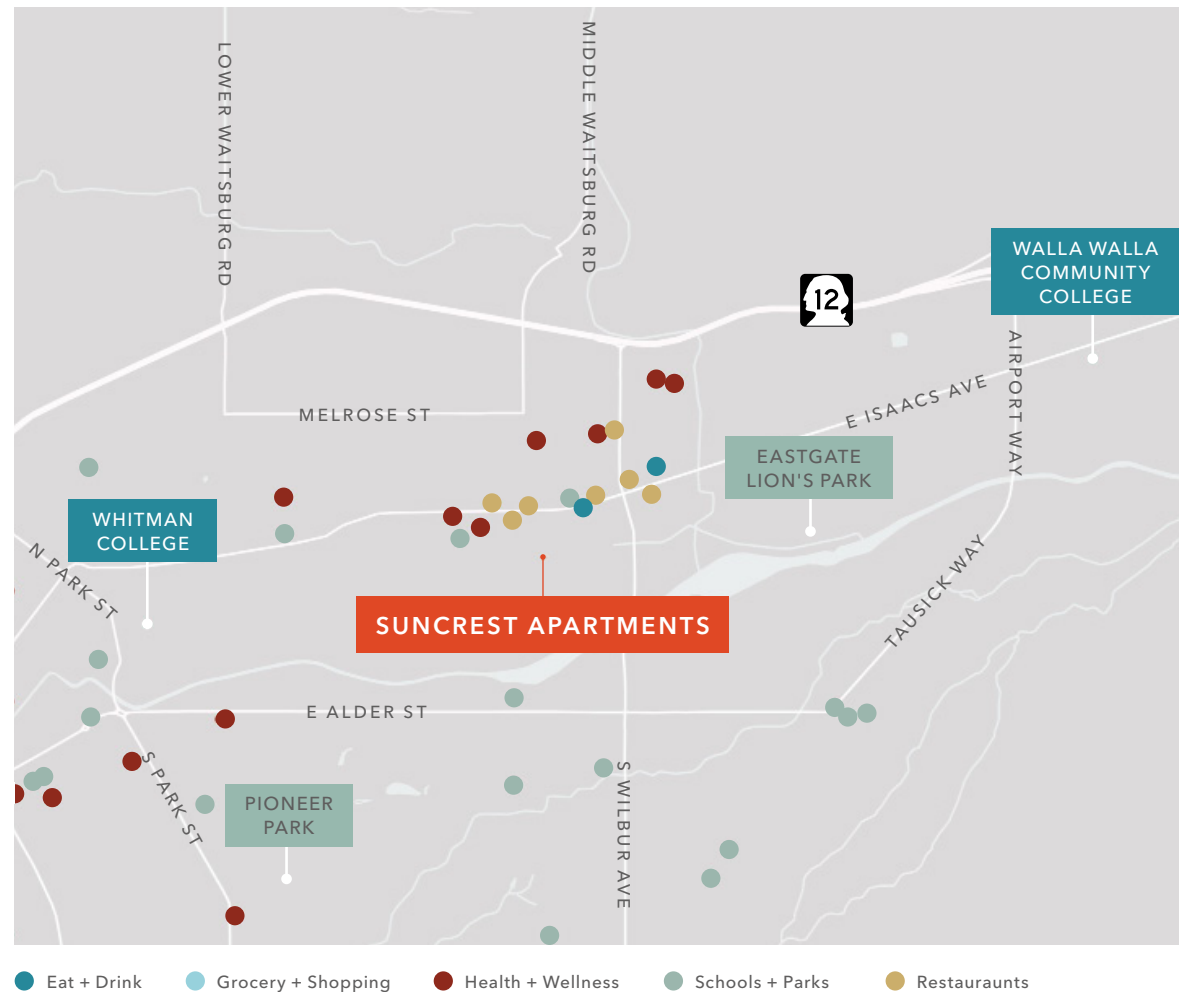 LOWER WAITSBURG RD
MIDDLE WAITSBURG RD
WALLA WALLA
COMMUNITY
COLLEGE
12
AIRPORT WAY
E ISAACS AVE
MELROSE ST
EASTGATE
LION'S PARK
WHITMAN
COLLEGE
N PARK ST
TAUSICK WAY
SUNCREST APARTMENTS
E ALDER ST
S PARK ST
S WILBUR AVE
PIONEER
PARK
Eat + Drink
Grocery + Shopping
Health + Wellness
Schools + Parks
Restauraunts